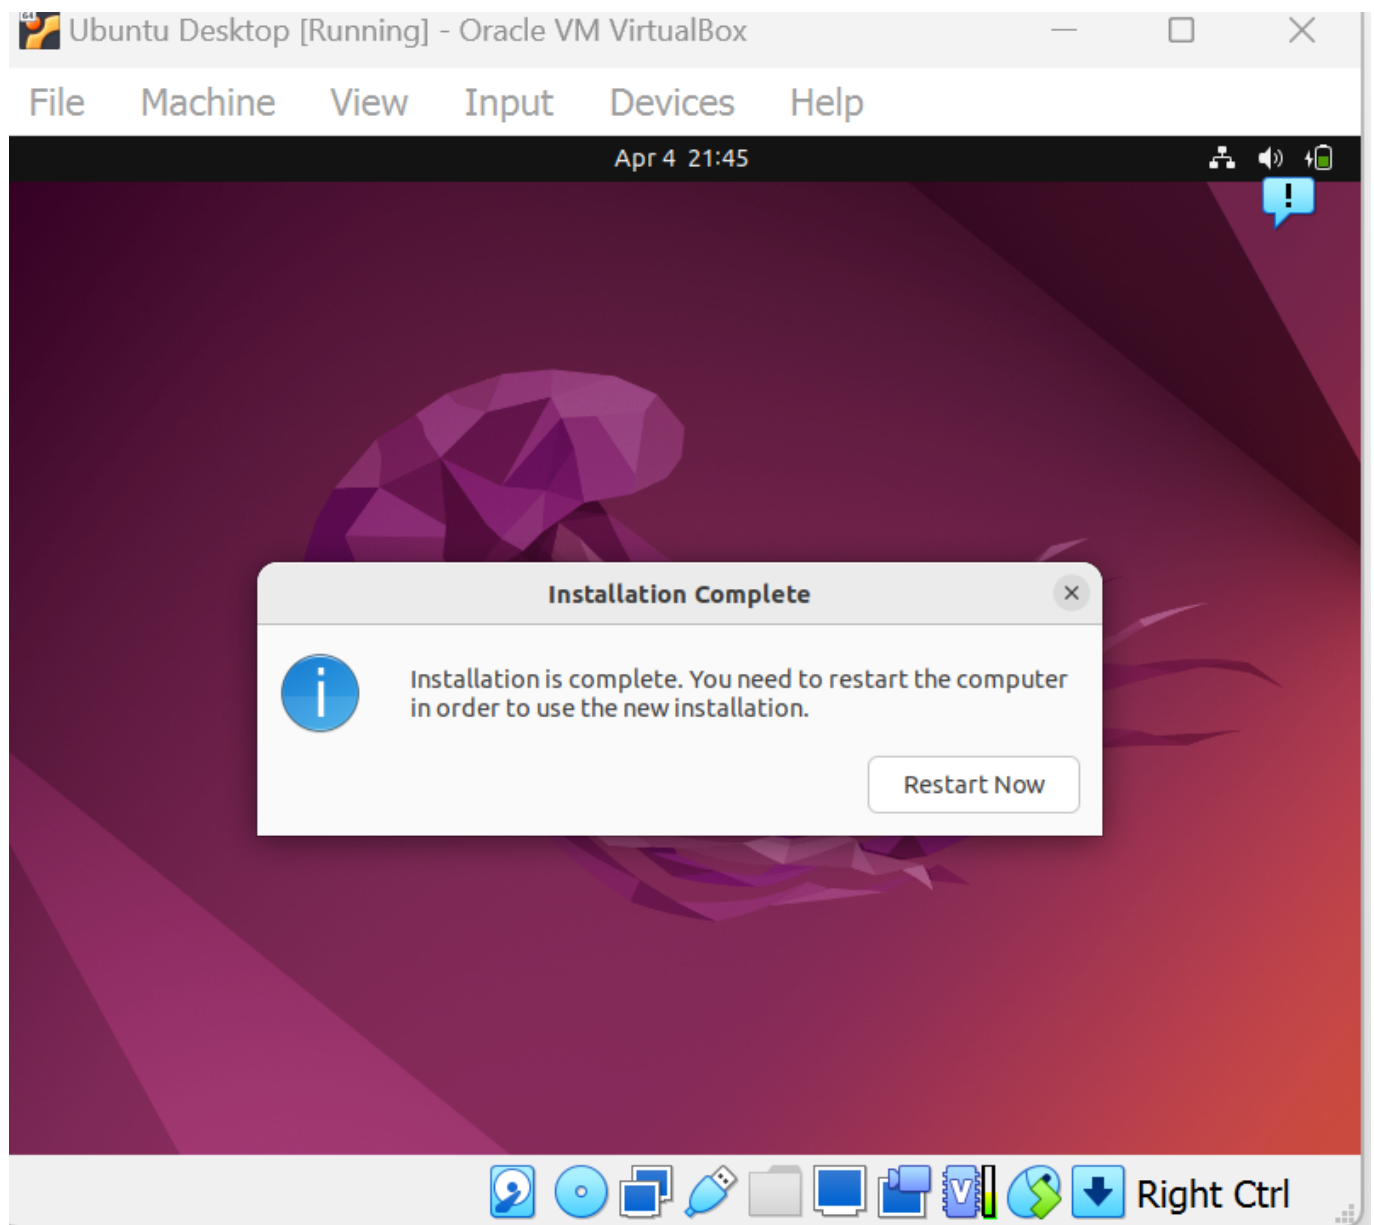 Ubuntu Desktop [Running] - Oracle VM VirtualBox
File Machine View Input Devices Help
Apr 4 21:45
!
Installation Complete
i
Installation is complete. You need to restart the computer
in order to use the new installation.
Restart Now
V
Right Ctrl